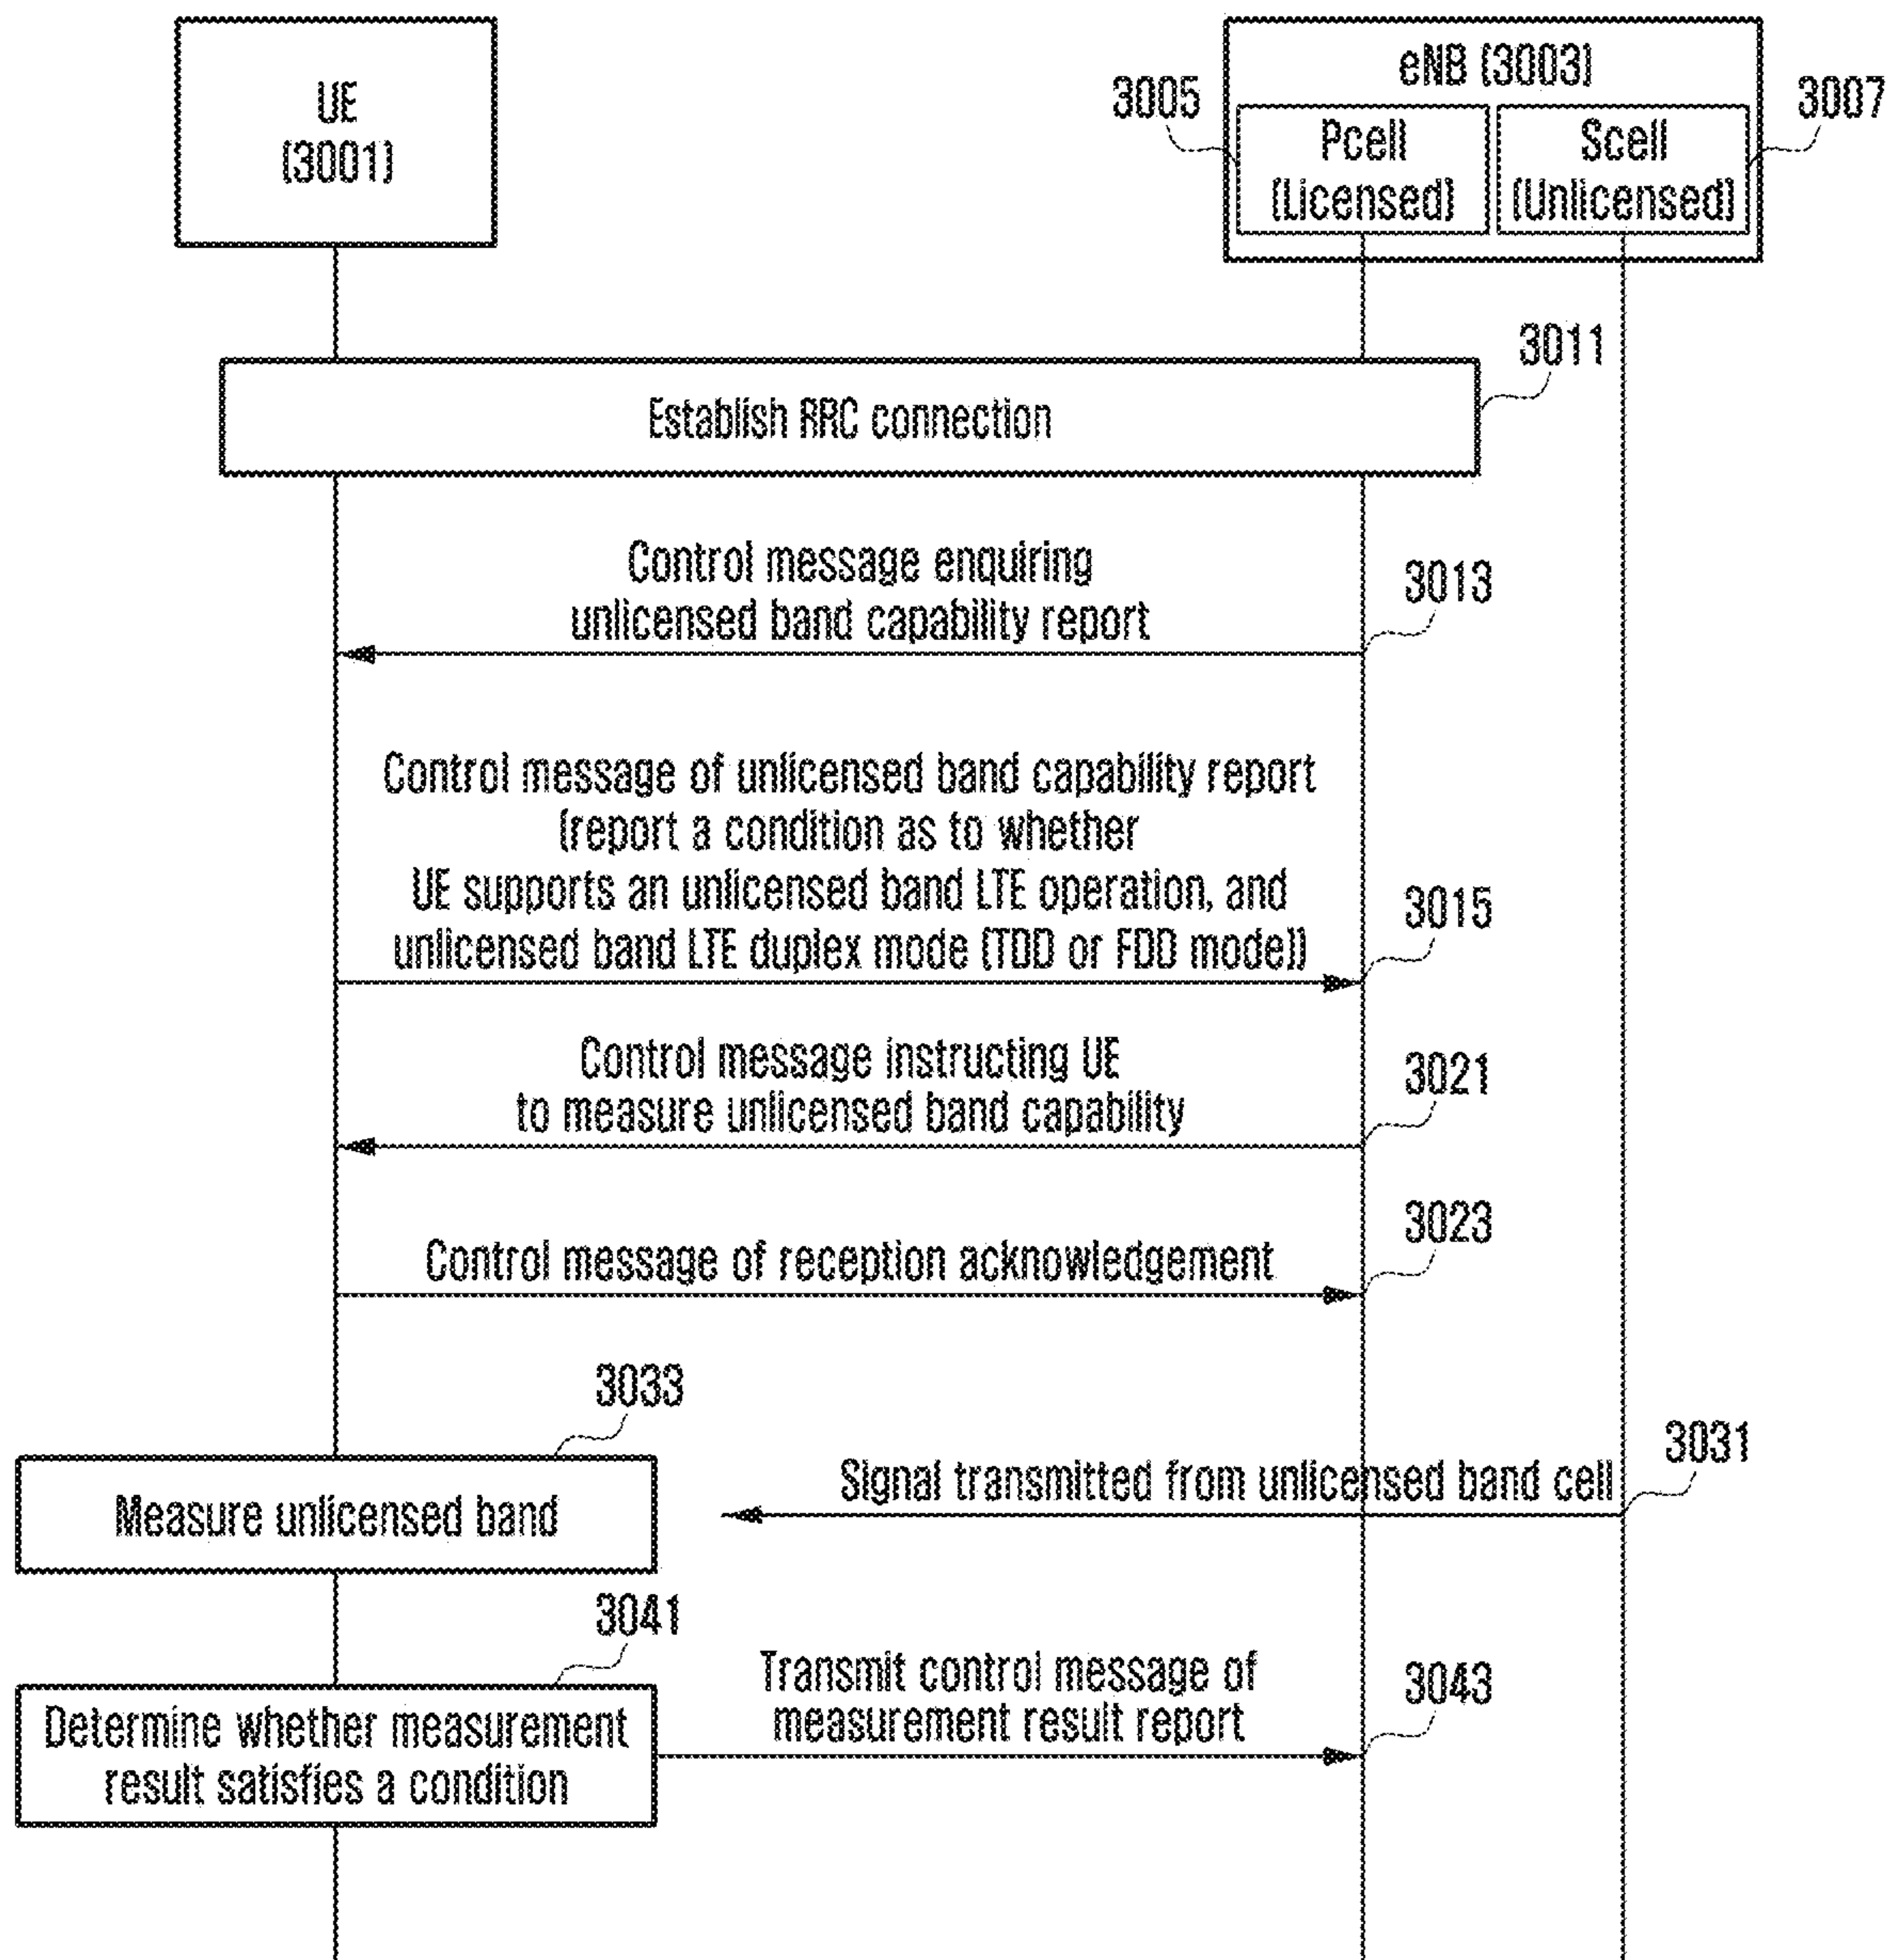 UE
(3001)
eNB (3003)
3005
3007
Pcell
(Licensed)
Scell
(Unlicensed)
3011
Establish RRC connection
Control message enquiring
unlicensed band capability report
3013
Control message of unlicensed band capability report
(report a condition as to whether
UE supports an unlicensed band LTE operation, and
unlicensed band LTE duplex mode (TDD or FDD mode))
3015
Control message instructing UE
to measure unlicensed band capability
3021
3023
Control message of reception acknowledgement
3033
3031
Signal transmitted from unlicensed band cell
Measure unlicensed band
3041
Transmit control message of
measurement result report
3043
Determine whether measurement
result satisfies a condition